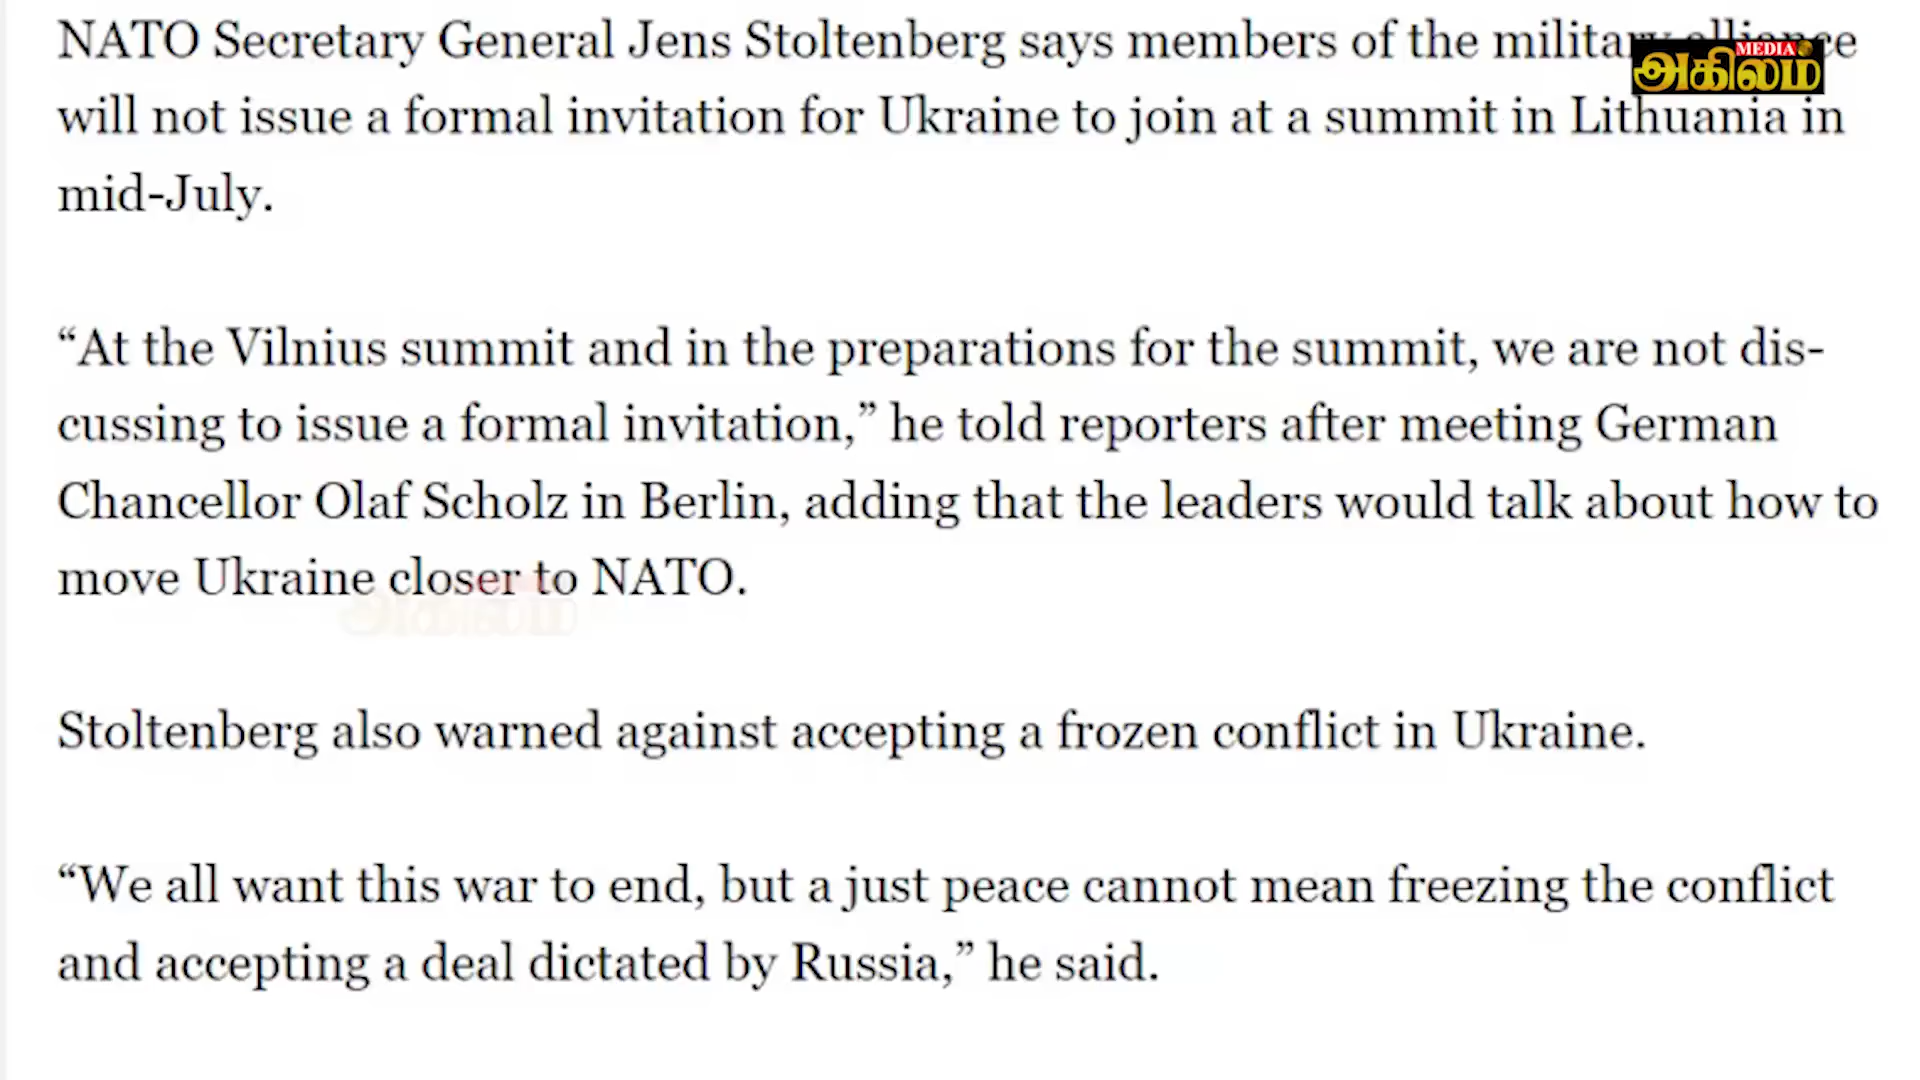 NATO Secretary General Jens Stoltenberg says members of the military alliance
MEDIA
அகிலம்
will not issue a formal invitation for Ukraine to join at a summit in Lithuania in
mid-July.
“At the Vilnius summit and in the preparations for the summit, we are not dis-
cussing to issue a formal invitation,” he told reporters after meeting German
Chancellor Olaf Scholz in Berlin, adding that the leaders would talk about how to
move Ukraine closer to NATO.
அகிலம்
Stoltenberg also warned against accepting a frozen conflict in Ukraine.
“We all want this war to end, but a just peace cannot mean freezing the conflict
and accepting a deal dictated by Russia,” he said.